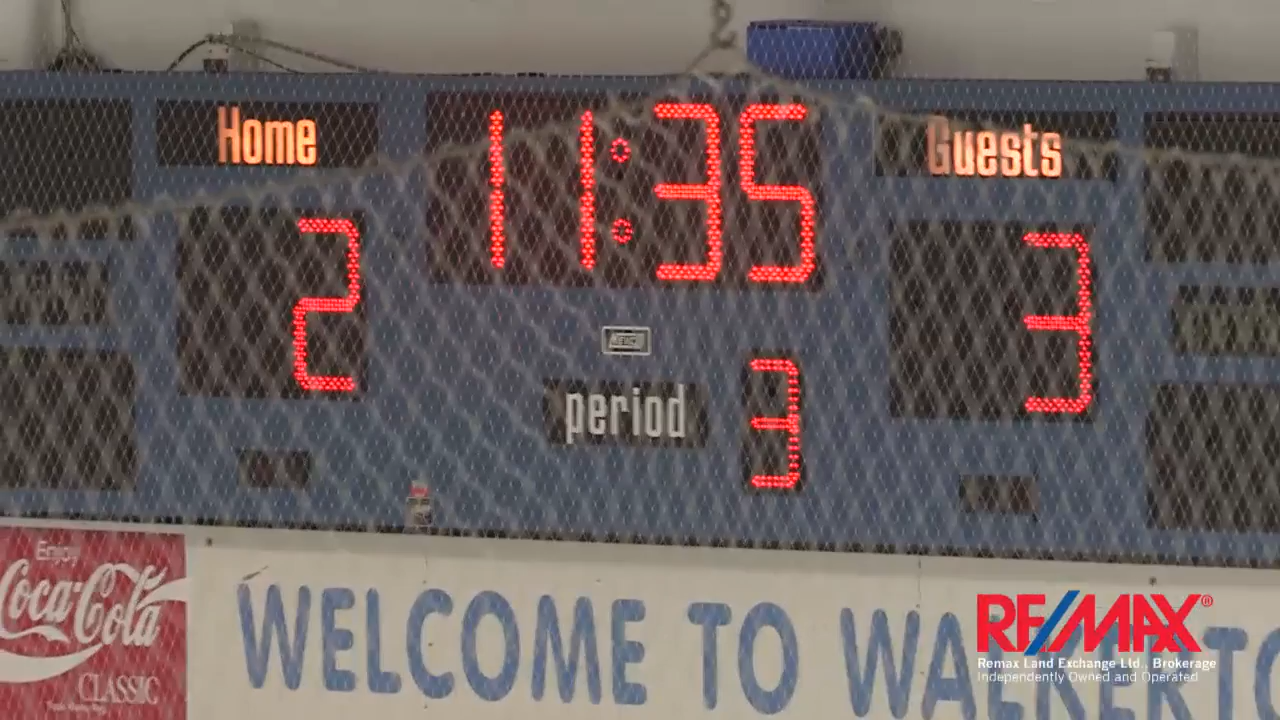 Home
11:35
Guests
2
3
period
3
Enjoy
Coca-Cola
CLASSIC
WELCOME TO WALKERTO
RE/MAX®
Remax Land Exchange Ltd., Brokerage
Independently Owned and Operated